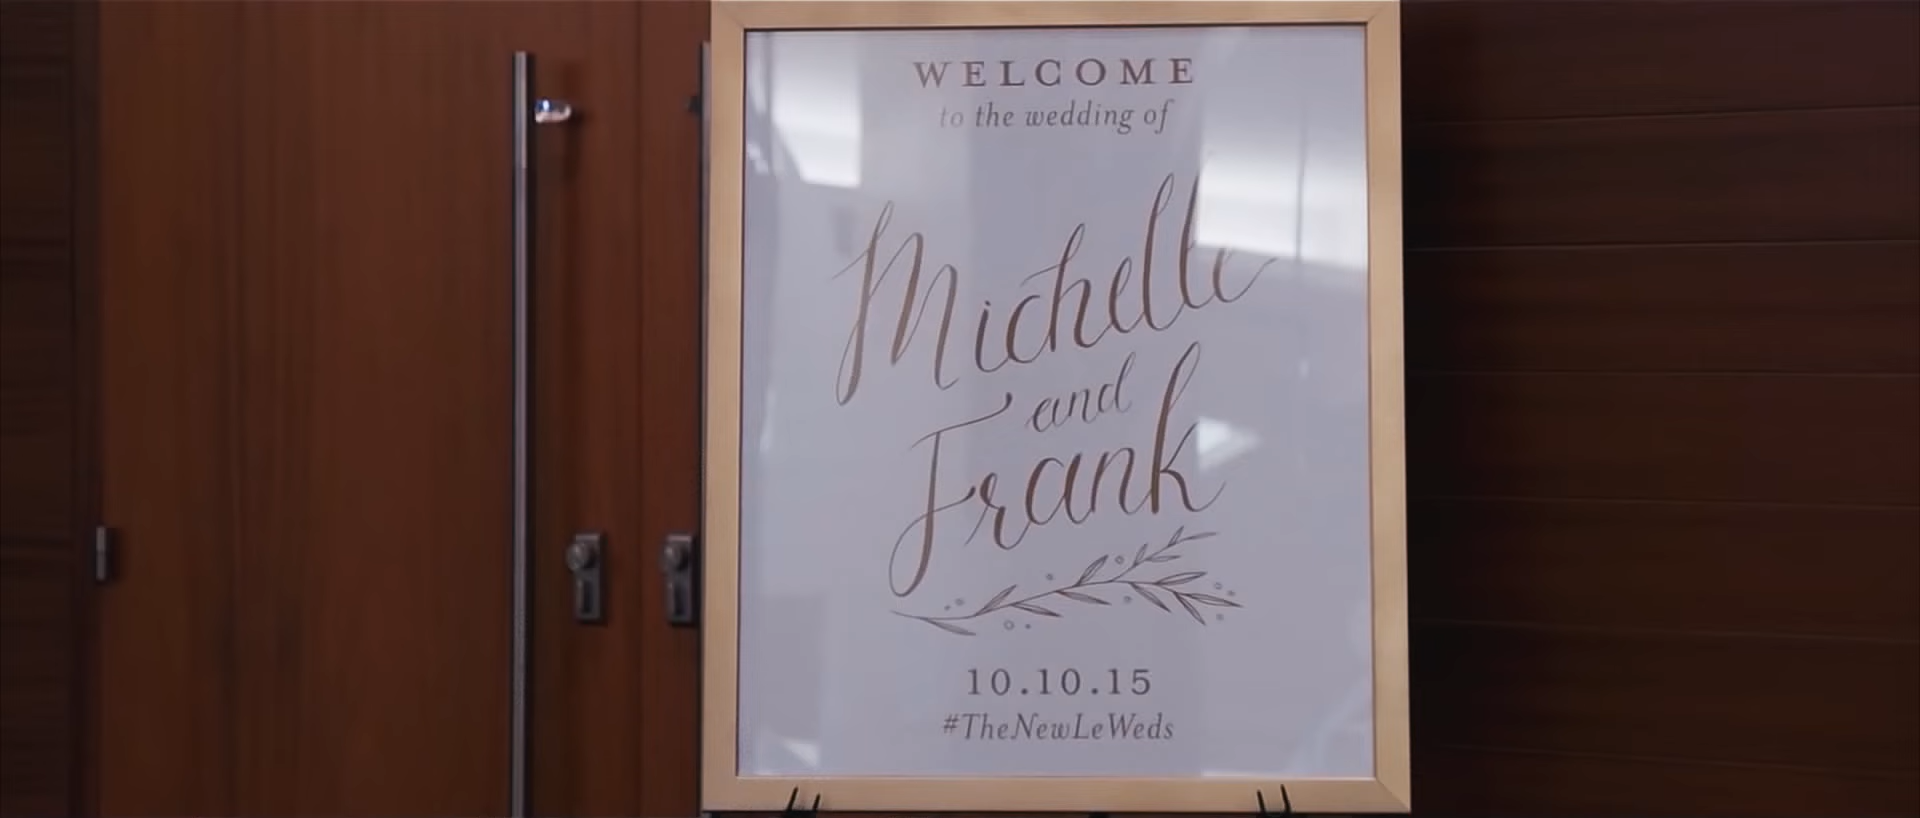 WELCOME
to the wedding of
Michelle
and
Frank
10.10.15
#TheNewLeWeds